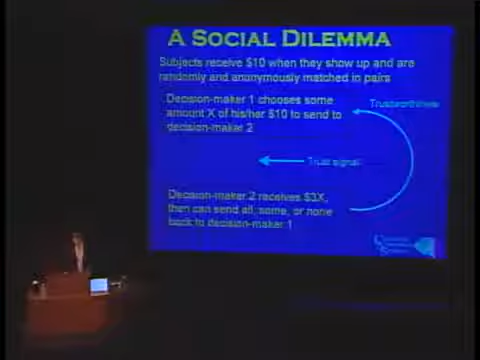 A SOCIAL DILEMMA
Subjects receive $10 when they show up and are
randomly and anonymously matched in pairs
Decision-maker 1 chooses some
amount X of his/her $10 to send to
decision-maker 2
Trustworthiness
Trust signal
Decision-maker 2 receives $3X,
then can send all, some, or none
back to decision-maker 1